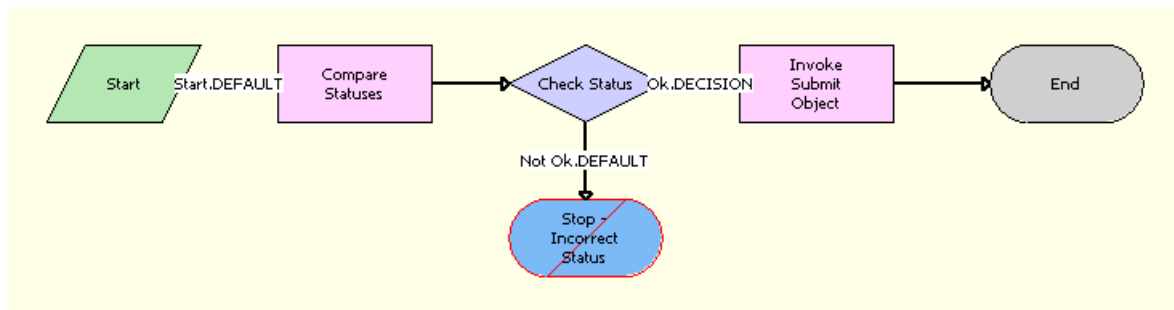 Start
Start.DEFAULT
Compare
Statuses
Check Status
Ok.DECISION
Invoke
Submit
Object
End
Not Ok.DEFAULT
Stop -
Incorrect
Status